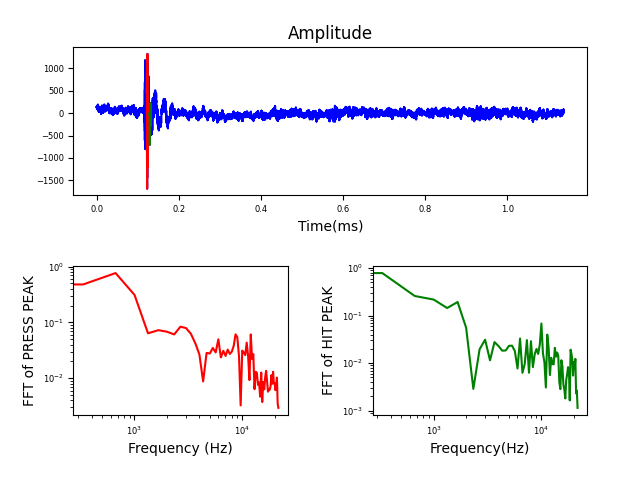 Amplitude
1000
500
0
−500
−1000
−1500
0.0 0.2 0.4 0.6 0.8 1.0
Time(ms)
FFT of PRESS PEAK
10⁰
10⁻¹
10⁻²
10³ 10⁴
Frequency (Hz)
FFT of HIT PEAK
10⁰
10⁻¹
10⁻²
10⁻³
10³ 10⁴
Frequency(Hz)